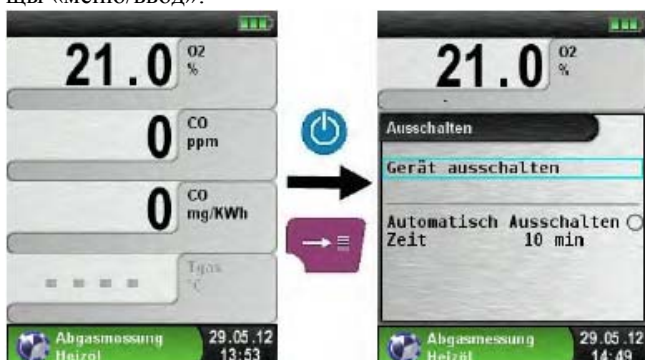 щы «меню/ввод».
21.0 O2 %
0 CO ppm
0 CO mg/KWh
- - - - Tgas °C
Abgasmessung 29.05.12
Heizöl 13:53
21.0 O2 %
Ausschalten
Gerät ausschalten
Automatisch Ausschalten
Zeit 10 min
Abgasmessung 29.05.12
Heizöl 14:49